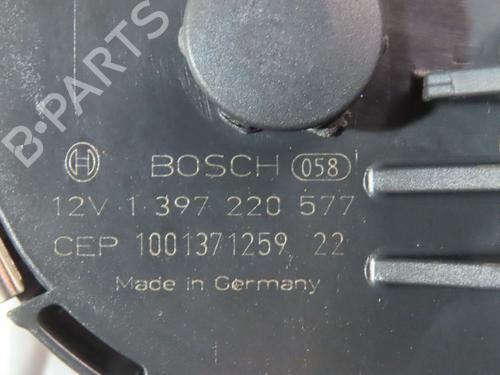 B-PARTS
BOSCH 058
12V 1 397 220 577
CEP 1001371259 22
Made in Germany